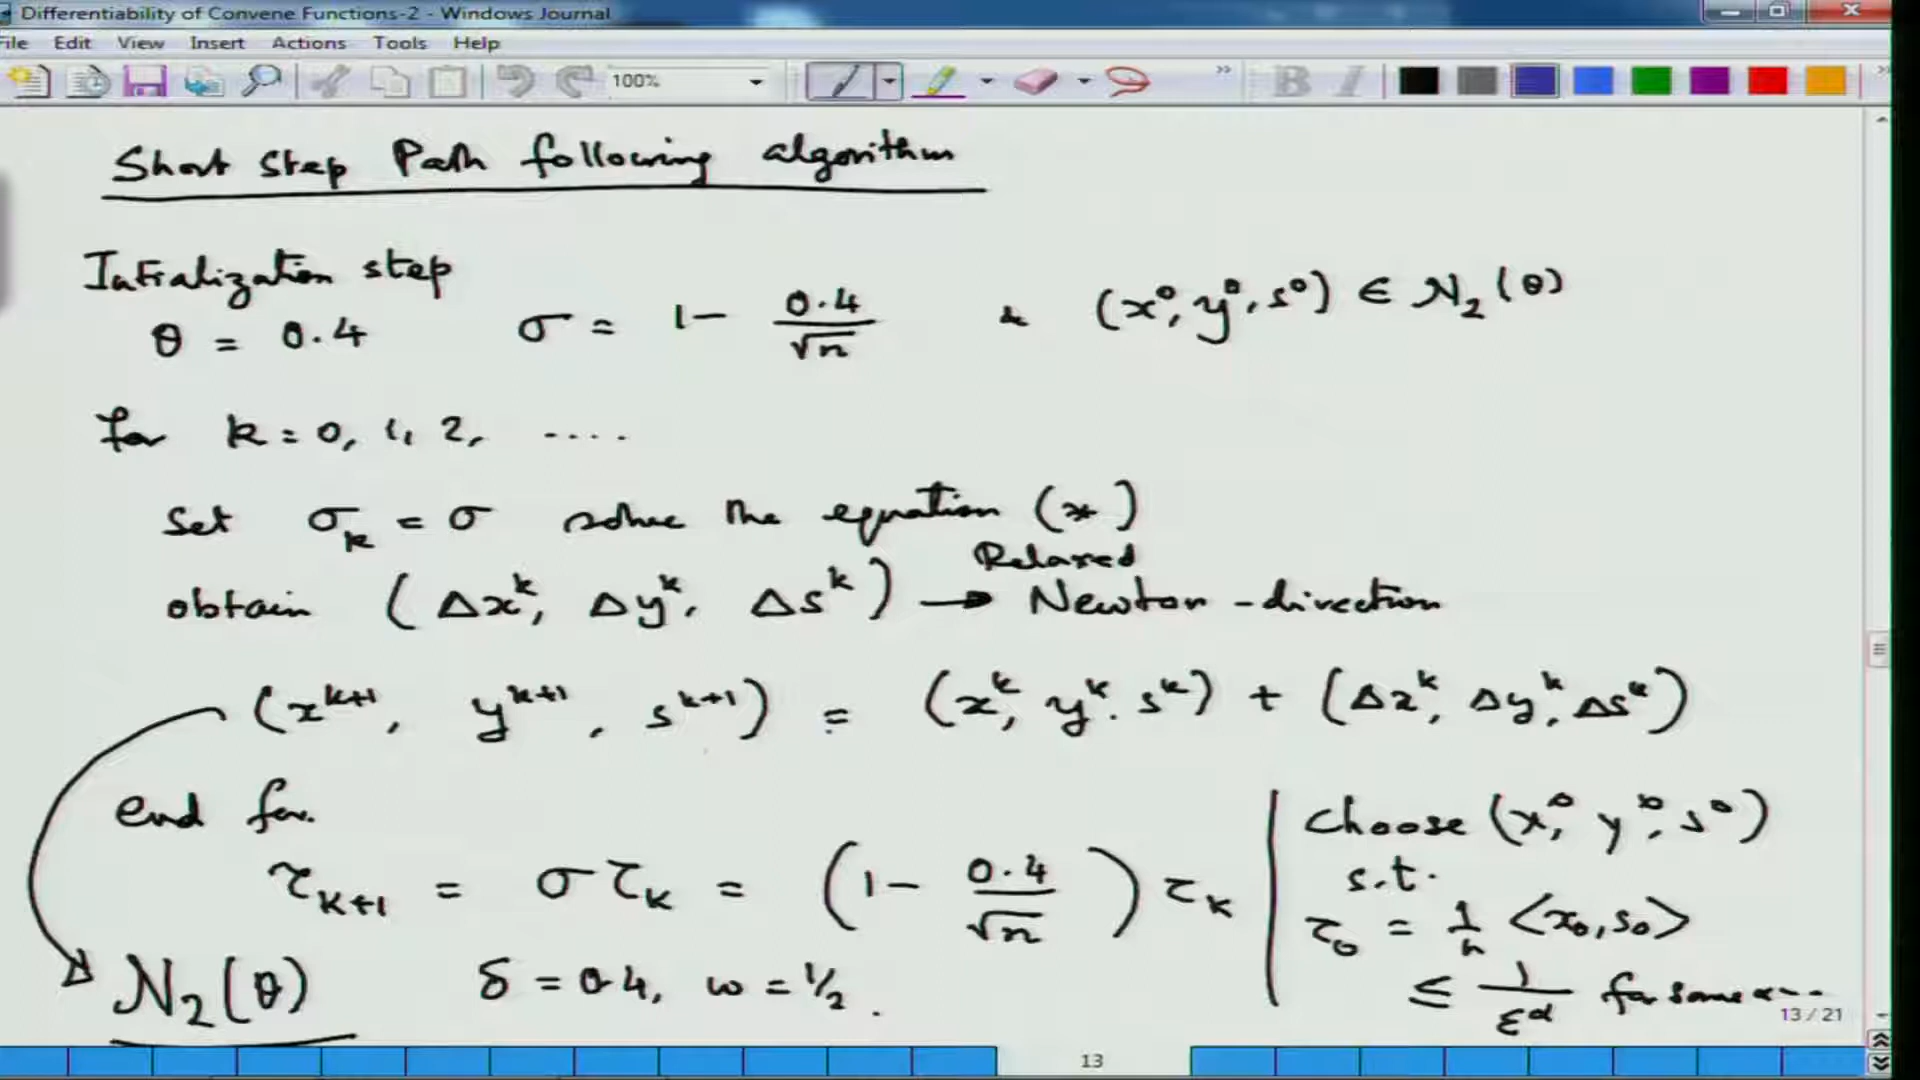 Differentiability of Convene Functions-2 - Windows Journal
File Edit View Insert Actions Tools Help
100%
B I
Short Step Path following algorithm
Initialization step
θ = 0.4 σ = 1 - 0.4/√n & (x⁰, y⁰, s⁰) ∈ N₂(θ)
for k = 0, 1, 2, ....
Set σₖ = σ solve the equation (*)
Relaxed
obtain (Δxᵏ, Δyᵏ, Δsᵏ) → Newton-direction
(xᵏ⁺¹, yᵏ⁺¹, sᵏ⁺¹) = (xᵏ, yᵏ, sᵏ) + (Δxᵏ, Δyᵏ, Δsᵏ)
end for.
τₖ₊₁ = στₖ = (1 - 0.4/√n) τₖ
N₂(θ) δ = 0.4, ω = 1/2.
Choose (x⁰, y⁰, s⁰)
s.t.
τ₀ = 1/n <x₀, s₀>
≤ 1/εᵅ for some
13 / 21
13